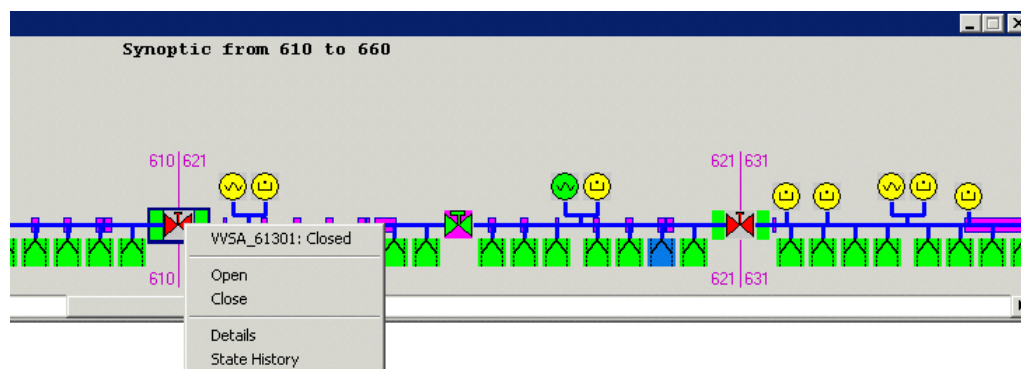 Synoptic from 610 to 660
610 621
621 631
VVSA_61301: Closed
610
621 631
Open
Close
Details
State History